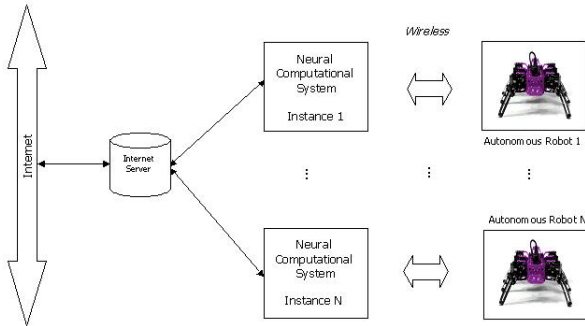 Internet
Internet
Server
Neural
Computational
System
Instance 1
Wireless
Autonomous Robot 1
⋮ ⋮ ⋮
Neural
Computational
System
Instance N
Autonomous Robot N